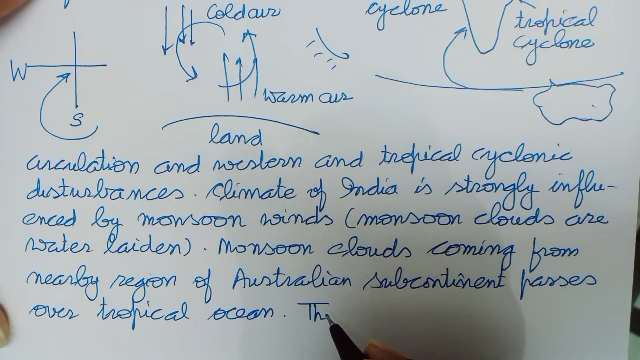 cold air
cyclone
tropical
cyclone
W
S
warm air
land
circulation and western and tropical cyclonic
disturbances. Climate of India is strongly influ-
enced by monsoon winds (monsoon clouds are
water laiden). Monsoon clouds coming from
nearby region of Australian subcontinent passes
over tropical ocean. Th